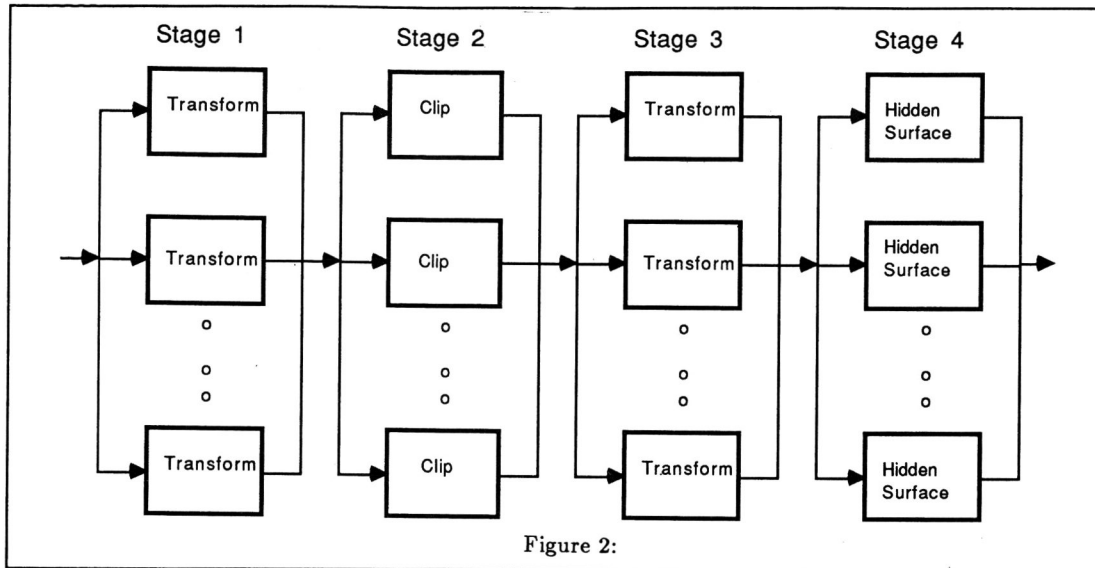 Stage 1
Stage 2
Stage 3
Stage 4
Transform
Clip
Transform
Hidden
Surface
Transform
Clip
Transform
Hidden
Surface
Transform
Clip
Transform
Hidden
Surface
Figure 2: